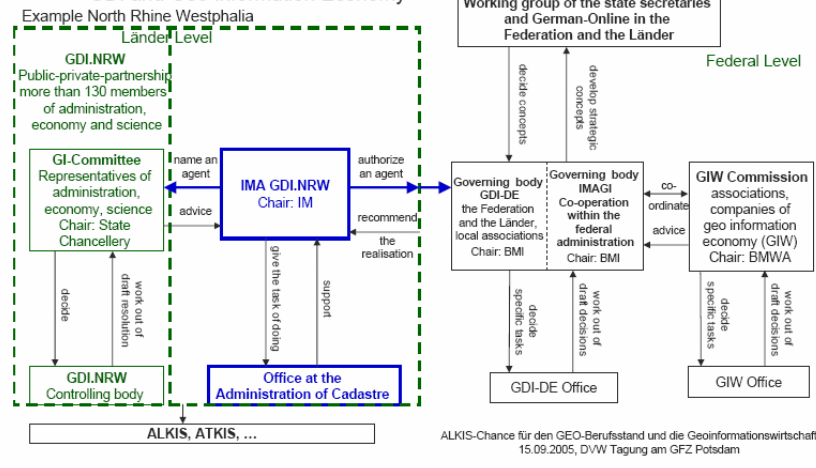 Example North Rhine Westphalia
Länder Level
GDI.NRW
Public-private-partnership
more than 130 members
of administration,
economy and science
GI-Committee
Representatives of
administration,
economy, science
Chair: State
Chancellery
name an
agent
advice
IMA GDI.NRW
Chair: IM
authorize
an agent
recommend
the
realisation
decide
work out of
draft resolution
give the task of doing
support
GDI.NRW
Controlling body
Office at the
Administration of Cadastre
ALKIS, ATKIS, ...
Working group of the state secretaries
and German-Online in the
Federation and the Länder
Federal Level
decide
concepts
develop strategic
concepts
Governing body
GDI-DE
the Federation
and the Länder,
local associations
Chair: BMI
Governing body
IMAGI
Co-operation
within the
federal
administration
Chair: BMI
co-
ordinate
advice
GIW Commission
associations,
companies of
geo information
economy (GIW)
Chair: BMWA
decide
specific tasks
work out of
draft decisions
decide
specific tasks
work out of
draft decisions
GDI-DE Office
GIW Office
ALKIS-Chance für den GEO-Berufsstand und die Geoinformationswirtschaft
15.09.2005, DVW Tagung am GFZ Potsdam